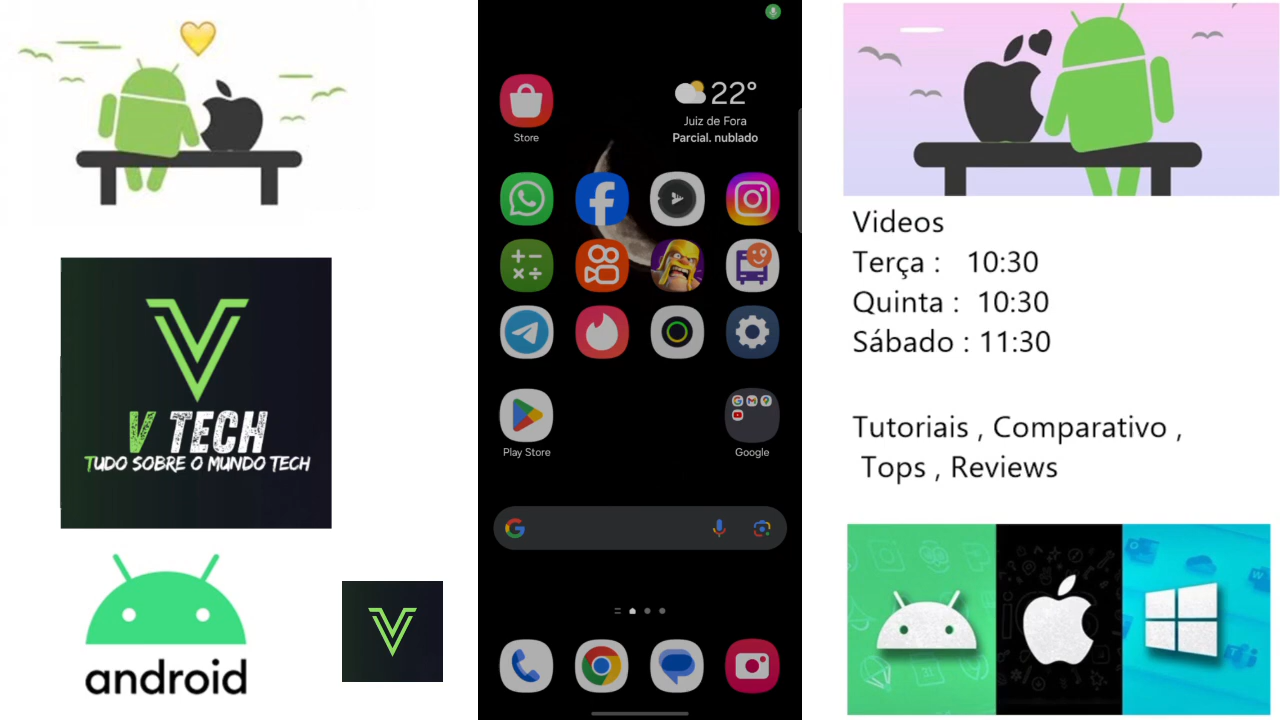 V TECH
TUDO SOBRE O MUNDO TECH
android
Store
22°
Juiz de Fora
Parcial. nublado
Play Store
Google
Videos
Terça : 10:30
Quinta : 10:30
Sábado : 11:30
Tutoriais , Comparativo ,
Tops , Reviews